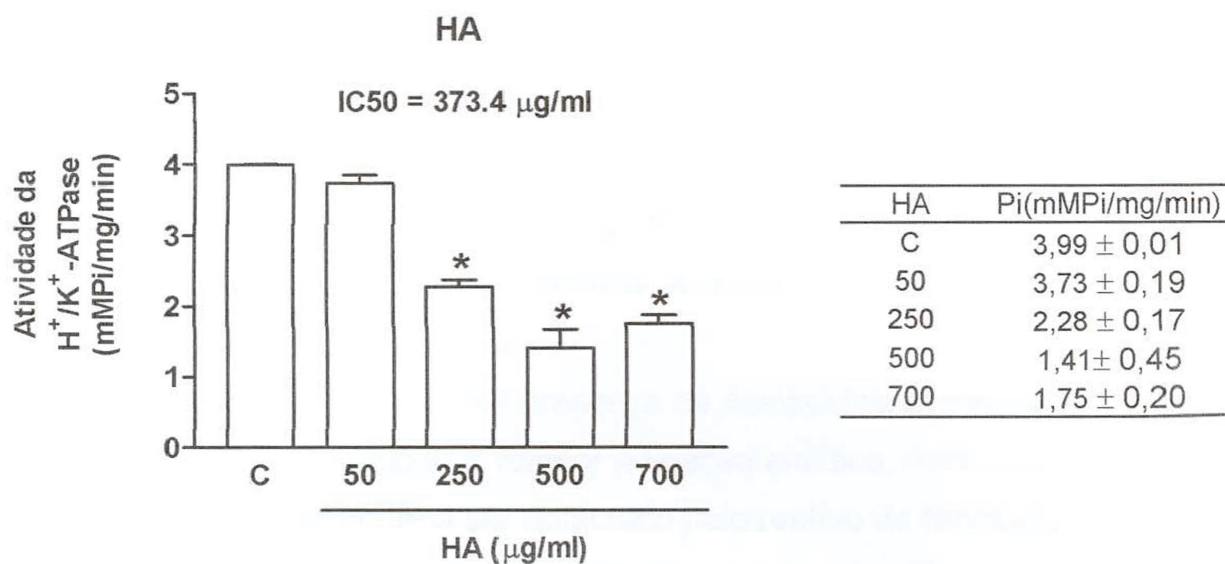 HA
IC50 = 373.4 µg/ml
Atividade da
H⁺/K⁺-ATPase
(mMPi/mg/min)
5
4
3
2
1
0
*
*
*
C 50 250 500 700
HA (µg/ml)
HA Pi(mMPi/mg/min)
C 3,99 ± 0,01
50 3,73 ± 0,19
250 2,28 ± 0,17
500 1,41± 0,45
700 1,75 ± 0,20